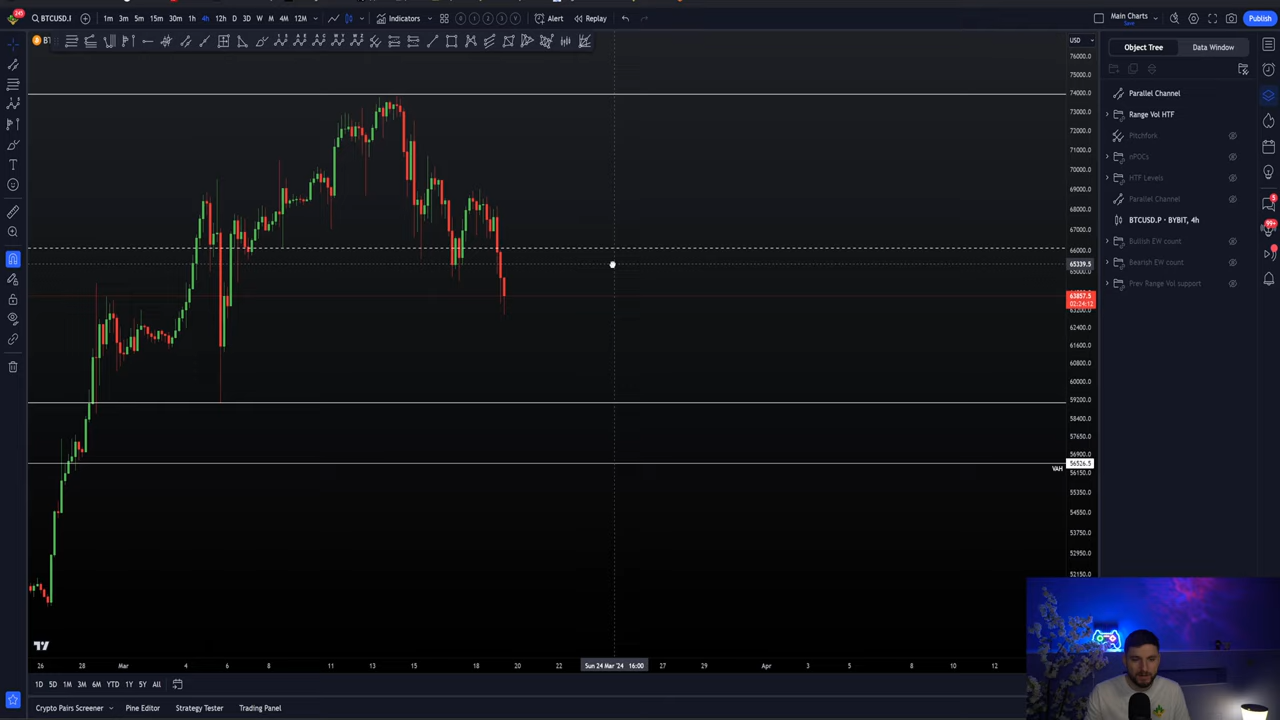 245
BTCUSD.I
1m 3m 5m 15m 30m 1h 4h 12h D 3D W M 4M 12M
Indicators
Alert
Replay
Main Charts
Save
Publish
BT
USD
Object Tree
Data Window
Parallel Channel
Range Vol HTF
Pitchfork
nPOCs
HTF Levels
Parallel Channel
BTCUSD.P · BYBIT, 4h
Bullish EW count
Bearish EW count
Prev Range Vol support
5
99+
76000.0
75000.0
74000.0
73000.0
72000.0
71000.0
70000.0
69000.0
68000.0
67000.0
66000.0
65339.5
65000.0
63857.5
02:24:12
63200.0
62400.0
61600.0
60800.0
60000.0
59200.0
58400.0
57650.0
56900.0
56526.5
VAH
56150.0
55350.0
54550.0
53750.0
52950.0
52150.0
26 28 Mar 4 6 8 11 13 15 18 20 22 Sun 24 Mar '24 16:00 27 29 Apr 3 5 8 10 12
1D 5D 1M 3M 6M YTD 1Y 5Y All
Crypto Pairs Screener
Pine Editor
Strategy Tester
Trading Panel